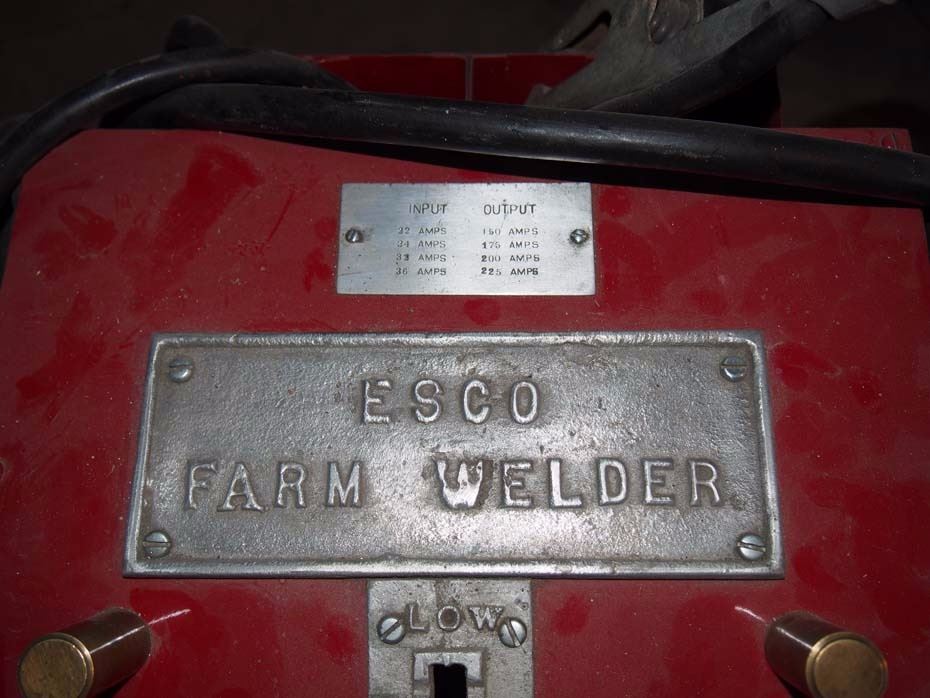 INPUT OUTPUT
32 AMPS 150 AMPS
34 AMPS 175 AMPS
33 AMPS 200 AMPS
36 AMPS 225 AMPS
ESCO
FARM WELDER
LOW